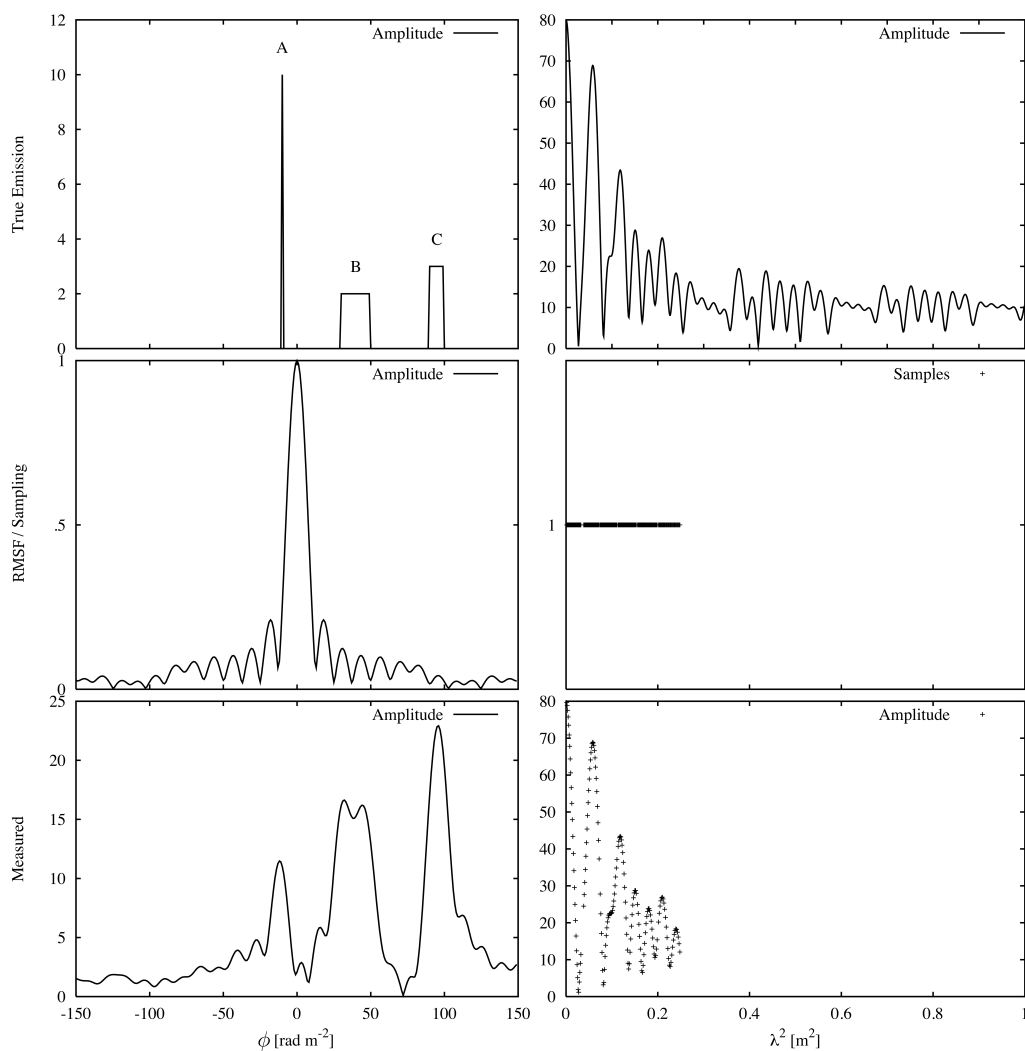 True Emission
12
10
8
6
4
2
0
Amplitude
A
B
C
80
70
60
50
40
30
20
10
0
Amplitude
RMSF / Sampling
1
.5
0
Amplitude
1
Samples
Measured
25
20
15
10
5
0
Amplitude
-150 -100 -50 0 50 100 150
ϕ [rad m-2]
80
70
60
50
40
30
20
10
0
Amplitude
0 0.2 0.4 0.6 0.8 1
λ2 [m2]